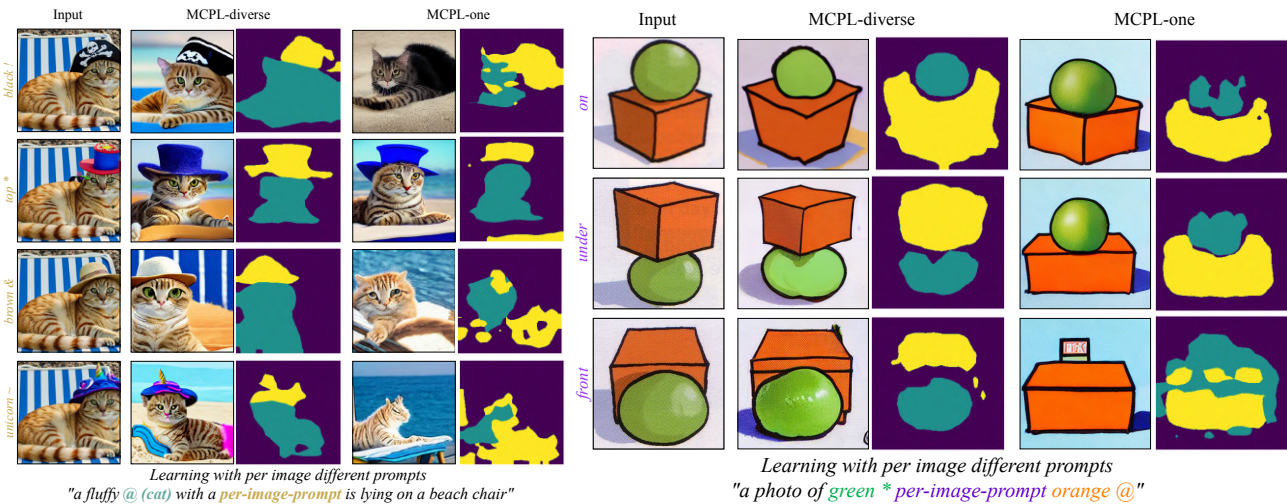 Input MCPL-diverse MCPL-one
black !
top *
brown &
unicorn ~
Learning with per image different prompts
"a fluffy @ (cat) with a per-image-prompt is lying on a beach chair"
Input MCPL-diverse MCPL-one
on
under
front
Learning with per image different prompts
"a photo of green * per-image-prompt orange @"